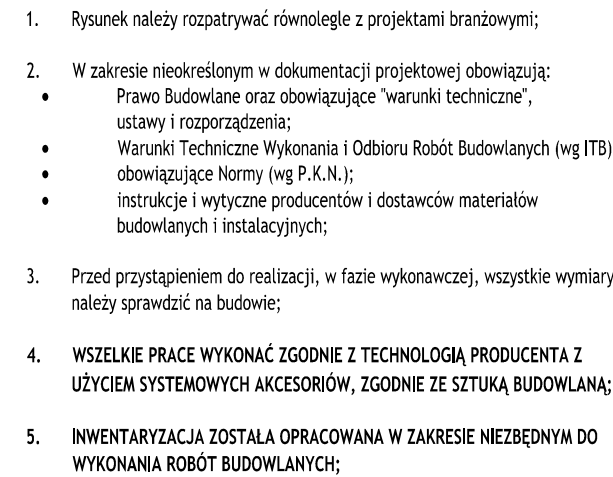 1. Rysunek należy rozpatrywać równolegle z projektami branżowymi;
2. W zakresie nieokreślonym w dokumentacji projektowej obowiązują:
• Prawo Budowlane oraz obowiązujące "warunki techniczne",
ustawy i rozporządzenia;
• Warunki Techniczne Wykonania i Odbioru Robót Budowlanych (wg ITB)
• obowiązujące Normy (wg P.K.N.);
• instrukcje i wytyczne producentów i dostawców materiałów
budowlanych i instalacyjnych;
3. Przed przystąpieniem do realizacji, w fazie wykonawczej, wszystkie wymiary
należy sprawdzić na budowie;
4. WSZELKIE PRACE WYKONAĆ ZGODNIE Z TECHNOLOGIĄ PRODUCENTA Z
UŻYCIEM SYSTEMOWYCH AKCESORIÓW, ZGODNIE ZE SZTUKĄ BUDOWLANĄ;
5. INWENTARYZACJA ZOSTAŁA OPRACOWANA W ZAKRESIE NIEZBĘDNYM DO
WYKONANIA ROBÓT BUDOWLANYCH;